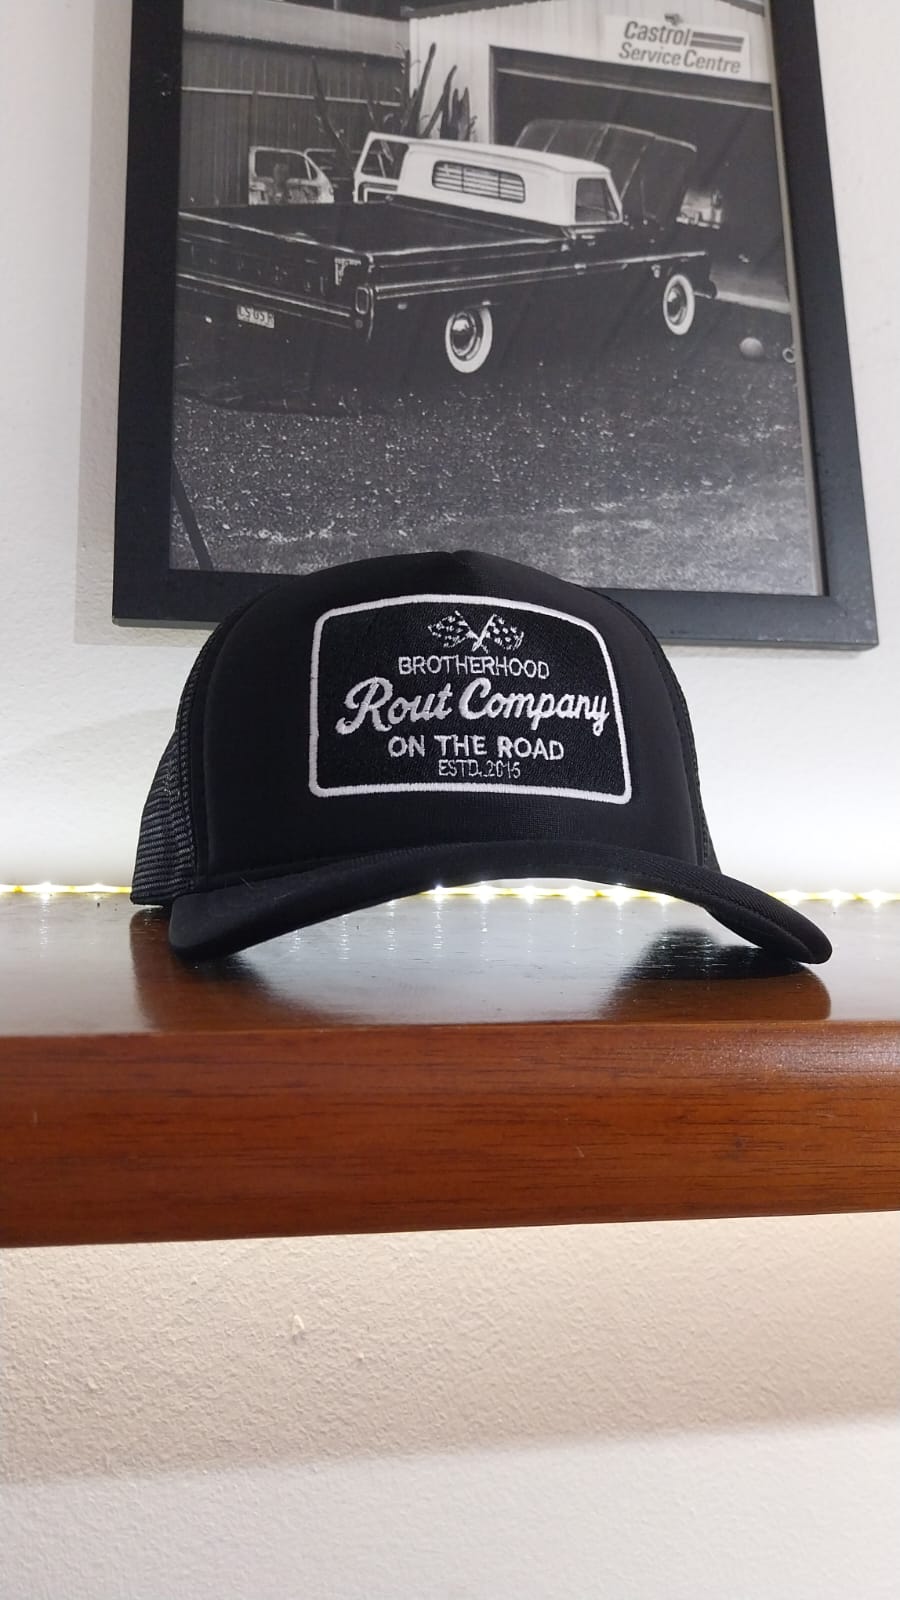 Castrol
Service Centre
BROTHERHOOD
Rout Company
ON THE ROAD
ESTD. 2015